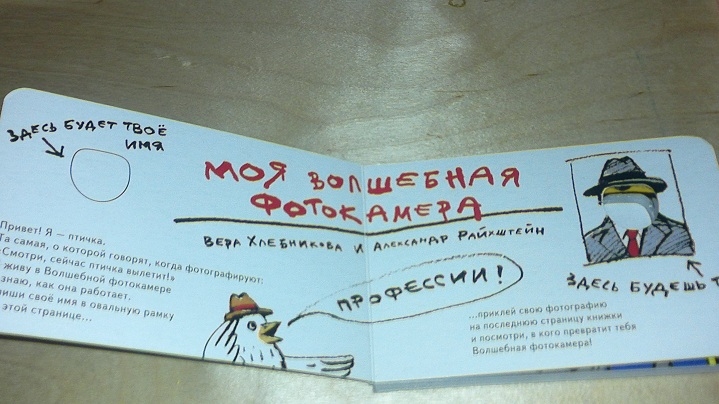 ЗДЕСЬ БУДЕТ ТВОЁ
ИМЯ
МОЯ ВОЛШЕБНАЯ
ФОТОКАМЕРА
ВЕРА ХЛЕБНИКОВА И АЛЕКСАНДР РАЙХШТЕЙН
Привет! Я — птичка.
Та самая, о которой говорят, когда фотографируют:
«Смотри, сейчас птичка вылетит!»
живу в Волшебной фотокамере
знаю, как она работает.
пиши своё имя в овальную рамку
этой странице...
ПРОФЕССИИ!
ЗДЕСЬ БУДЕШЬ
...приклей свою фотографию
на последнюю страницу книжки
и посмотри, в кого превратит тебя
Волшебная фотокамера!